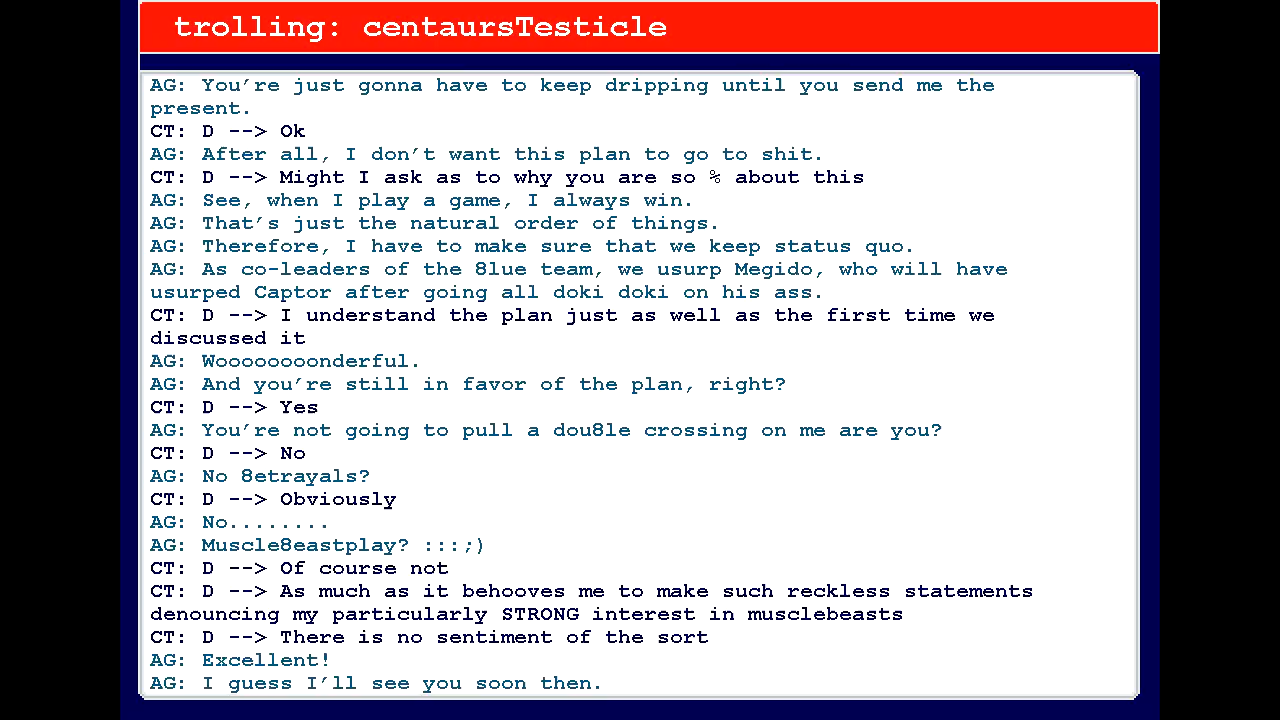 trolling: centaursTesticle
AG: You're just gonna have to keep dripping until you send me the
present.
CT: D --> Ok
AG: After all, I don't want this plan to go to shit.
CT: D --> Might I ask as to why you are so % about this
AG: See, when I play a game, I always win.
AG: That's just the natural order of things.
AG: Therefore, I have to make sure that we keep status quo.
AG: As co-leaders of the 8lue team, we usurp Megido, who will have
usurped Captor after going all doki doki on his ass.
CT: D --> I understand the plan just as well as the first time we
discussed it
AG: Woooooooonderful.
AG: And you're still in favor of the plan, right?
CT: D --> Yes
AG: You're not going to pull a dou8le crossing on me are you?
CT: D --> No
AG: No 8etrayals?
CT: D --> Obviously
AG: No........
AG: Muscle8eastplay? :::;)
CT: D --> Of course not
CT: D --> As much as it behooves me to make such reckless statements
denouncing my particularly STRONG interest in musclebeasts
CT: D --> There is no sentiment of the sort
AG: Excellent!
AG: I guess I'll see you soon then.